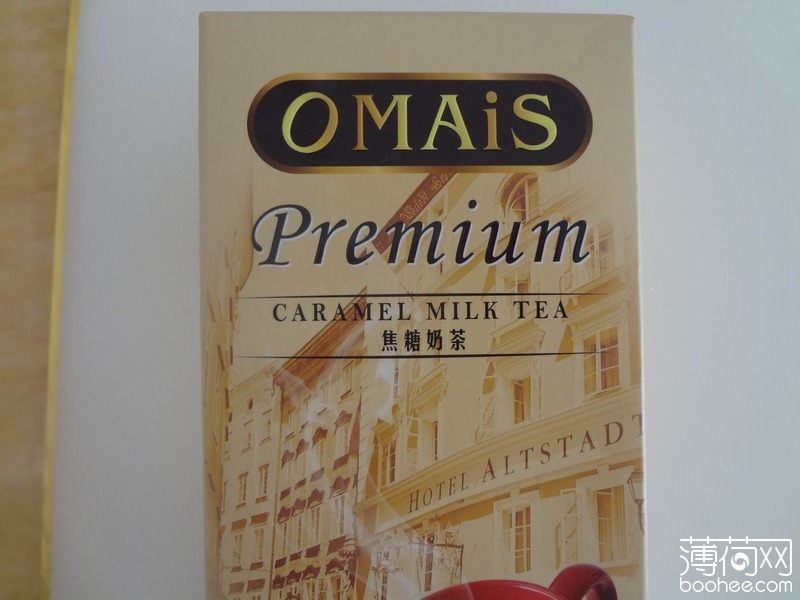 OMAiS
Premium
CARAMEL MILK TEA
焦糖奶茶
HOTEL ALTSTADT
薄荷网
boohee.com